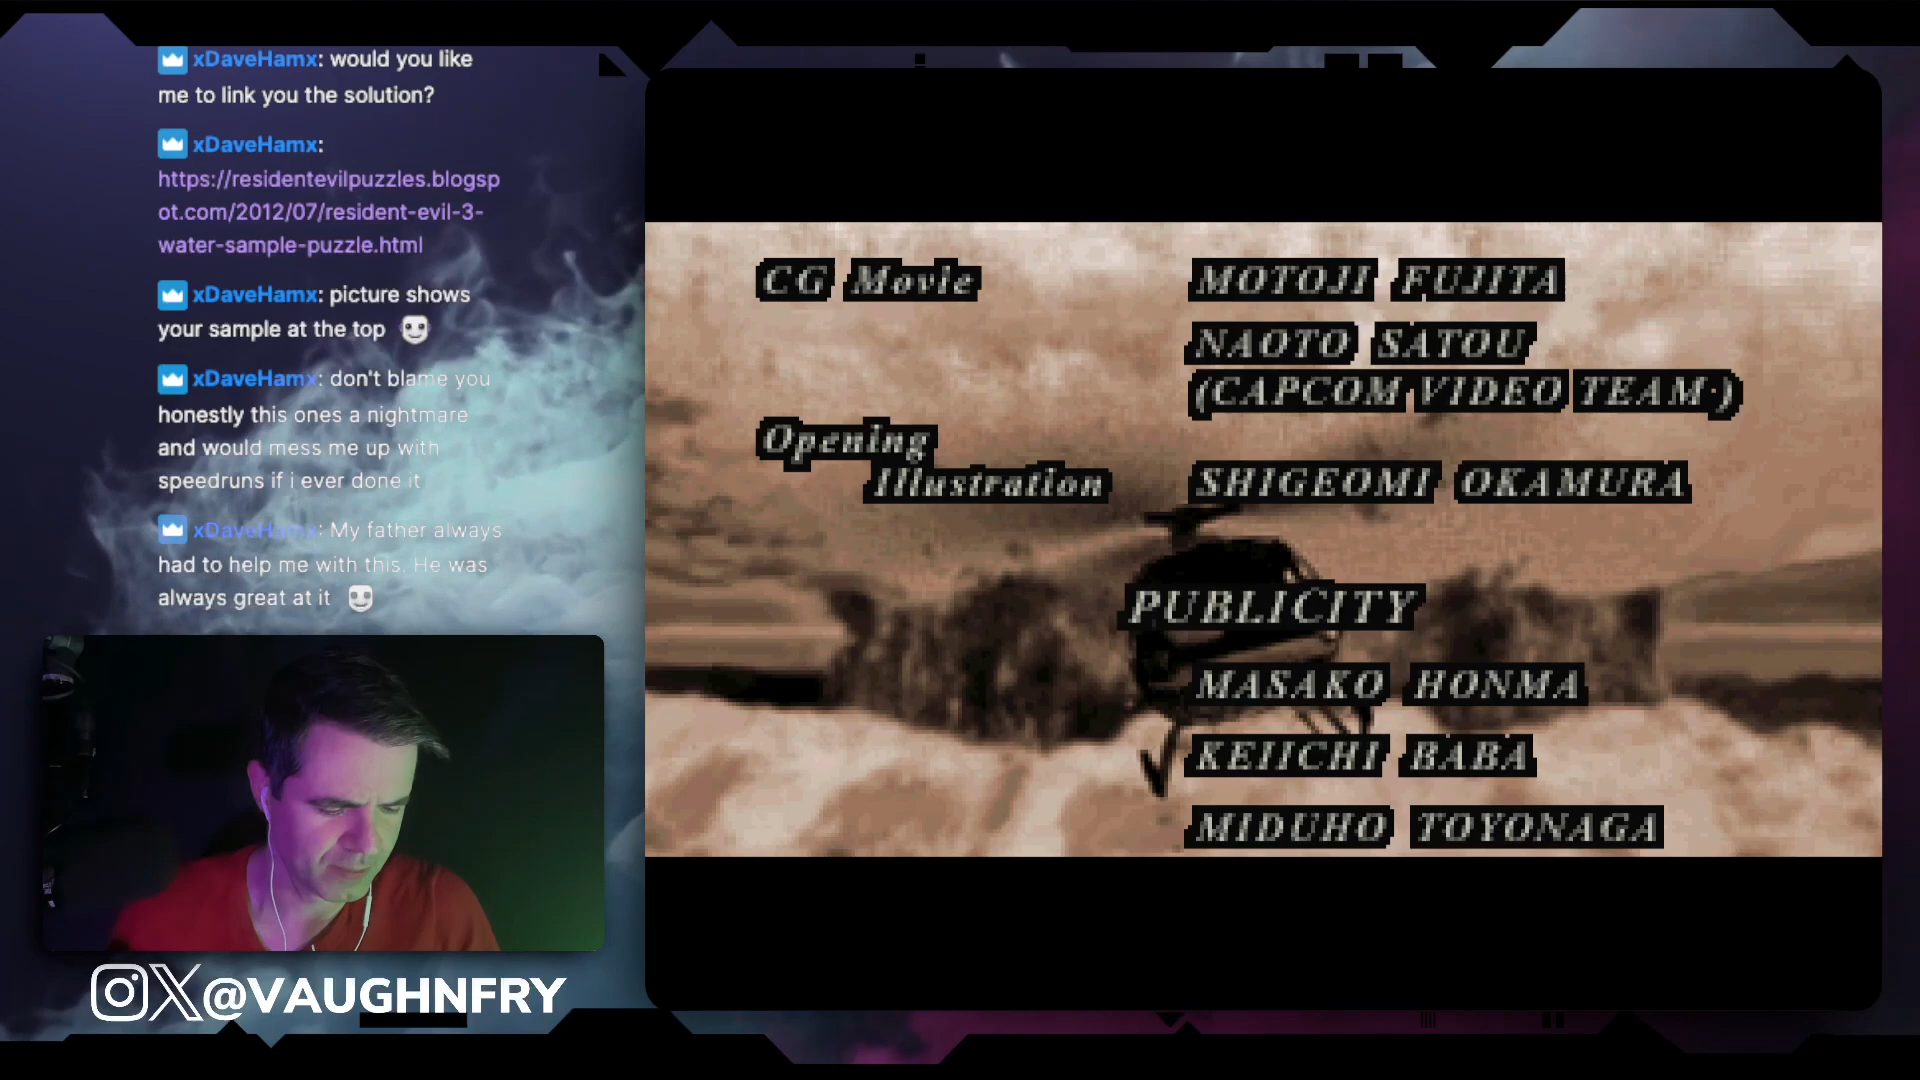 xDaveHamx: would you like
me to link you the solution?
xDaveHamx:
https://residentevilpuzzles.blogsp
ot.com/2012/07/resident-evil-3-
water-sample-puzzle.html
xDaveHamx: picture shows
your sample at the top
xDaveHamx: don't blame you
honestly this ones a nightmare
and would mess me up with
speedruns if i ever done it
xDaveHamx: My father always
had to help me with this. He was
always great at it
@VAUGHNFRY
CG Movie MOTOJI FUJITA
NAOTO SATOU
(CAPCOM VIDEO TEAM·)
Opening
Illustration SHIGEOMI OKAMURA
PUBLICITY
MASAKO HONMA
KEIICHI BABA
MIDUHO TOYONAGA